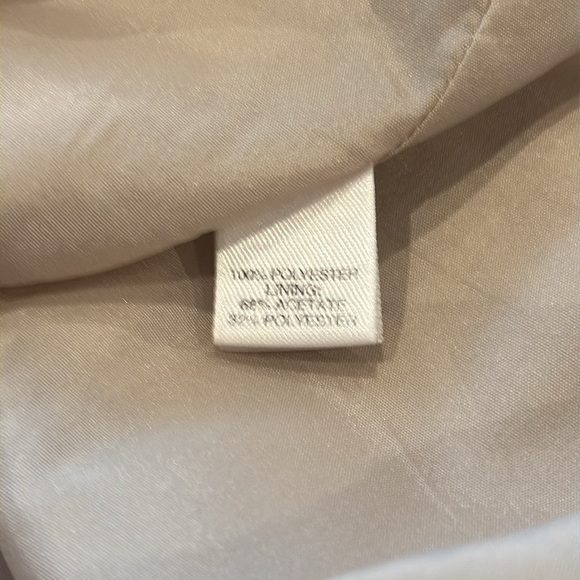 100% POLYESTER
LINING:
68% ACETATE
32% POLYESTER